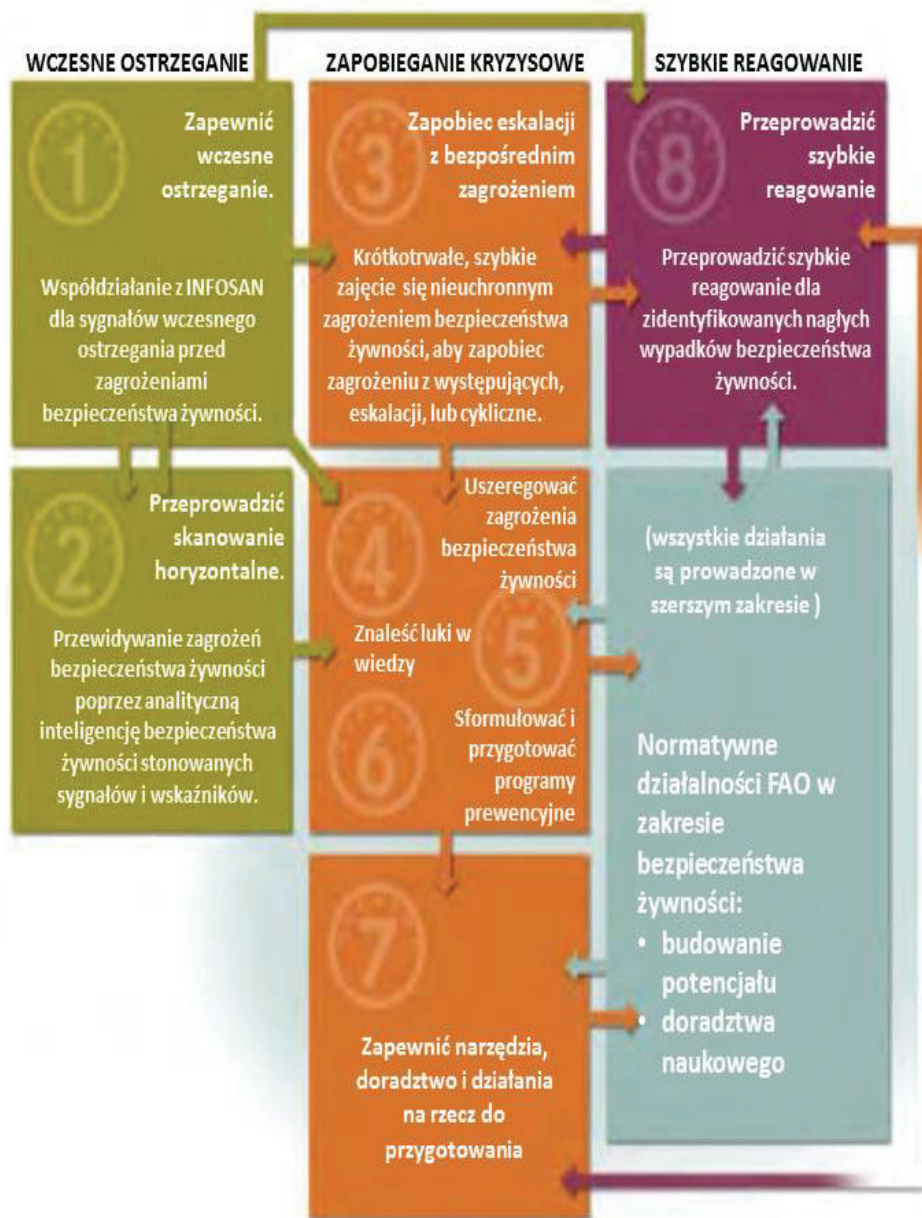 WCZESNE OSTRZEGANIE
ZAPOBIEGANIE KRYZYSOWE
SZYBKIE REAGOWANIE
1
Zapewnić
wczesne
ostrzeganie.
Współdziałanie z INFOSAN
dla sygnałów wczesnego
ostrzegania przed
zagrożeniami
bezpieczeństwa żywności.
2
Przeprowadzić
skanowanie
horyzontalne.
Przewidywanie zagrożeń
bezpieczeństwa żywności
poprzez analityczną
inteligencję bezpieczeństwa
żywności stonowanych
sygnałów i wskaźników.
3
Zapobiec eskalacji
z bezpośrednim
zagrożeniem
Krótkotrwałe, szybkie
zajęcie się nieuchronnym
zagrożeniem bezpieczeństwa
żywności, aby zapobiec
zagrożeniu z występujących,
eskalacji, lub cykliczne.
4
Uszeregować
zagrożenia
bezpieczeństwa
żywności
Znaleść luki w
wiedzy
5
6
Sformułować i
przygotować
programy
prewencyjne
7
Zapewnić narzędzia,
doradztwo i działania
na rzecz do
przygotowania
8
Przeprowadzić
szybkie
reagowanie
Przeprowadzić szybkie
reagowanie dla
zidentyfikowanych nagłych
wypadków bezpieczeństwa
żywności.
(wszystkie działania
są prowadzone w
szerszym zakresie )
Normatywne
działalności FAO w
zakresie
bezpieczeństwa
żywności:
• budowanie
potencjału
• doradztwa
naukowego